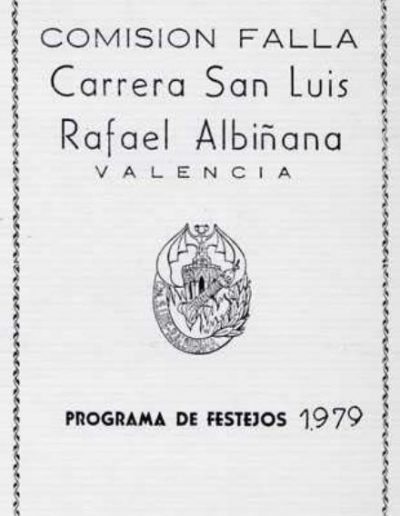 COMISION FALLA
Carrera San Luis
Rafael Albiñana
VALENCIA
PROGRAMA DE FESTEJOS 1979